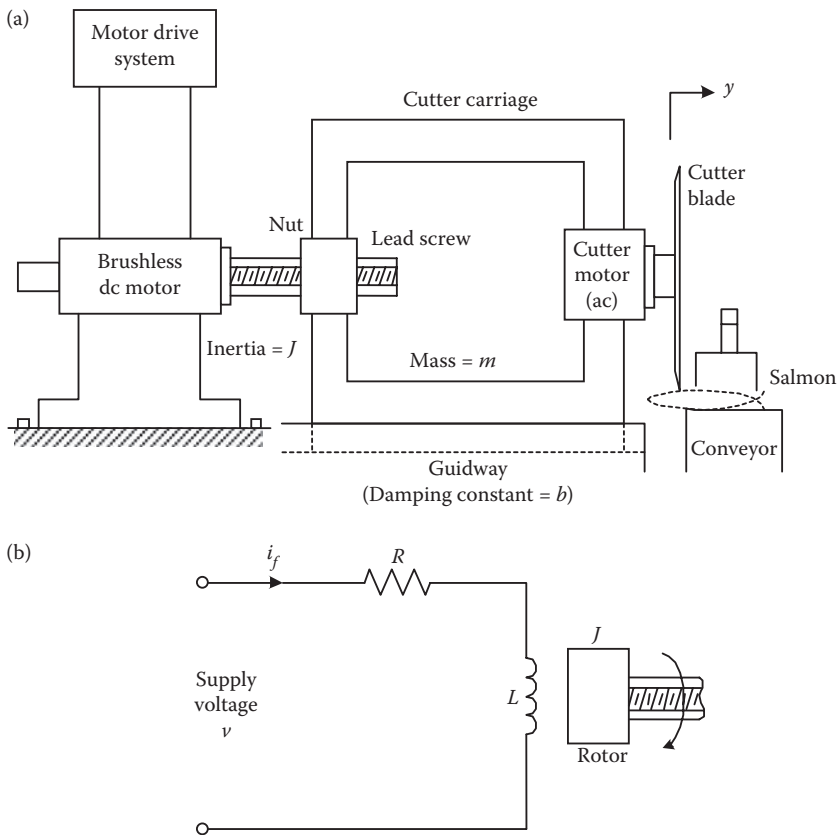 (a)
Motor drive
system
Cutter carriage
y
Cutter
blade
Nut
Lead screw
Brushless
dc motor
Cutter
motor
(ac)
Inertia = J
Mass = m
Salmon
Conveyor
Guidway
(Damping constant = b)
(b)
i_f
R
J
Supply
voltage
v
L
Rotor